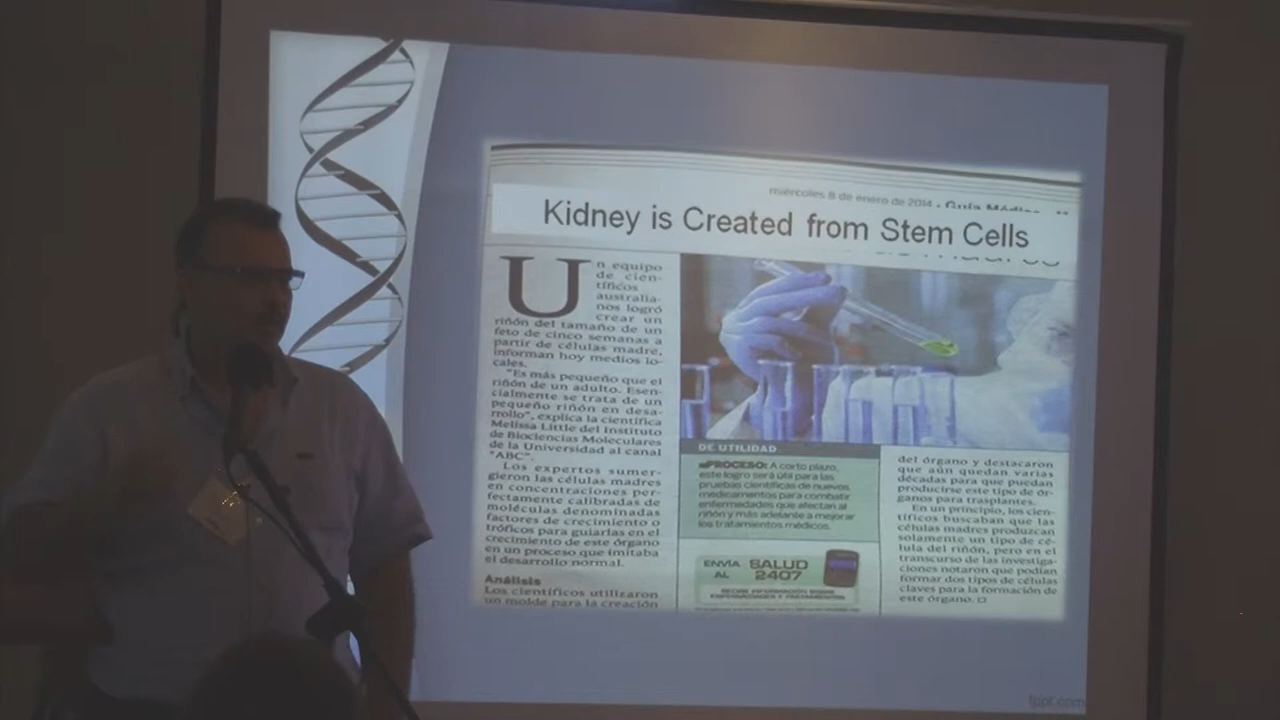 miércoles 8 de enero de 2014 . Guía Médica
Kidney is Created from Stem Cells
Un equipo
de cien-
tíficos
australia-
nos logró
crear un
riñón del tamaño de un
feto de cinco semanas a
partir de células madre,
informan hoy medios lo-
cales.
"Es más pequeño que el
riñón de un adulto. Esen-
cialmente se trata de un
pequeño riñón en desa-
rrollo", explica la científica
Melissa Little del Instituto
de Biociencias Moleculares
de la Universidad al canal
"ABC".
Los expertos sumer-
gieron las células madres
en concentraciones per-
fectamente calibradas de
moléculas denominadas
factores de crecimiento o
tróficos para guiarlas en el
crecimiento de este órgano
en un proceso que imitaba
el desarrollo normal.
Análisis
Los científicos utilizaron
un molde para la creación
DE UTILIDAD
PROCESO: A corto plazo,
este logro será útil para las
pruebas científicas de nuevos
medicamentos para combatir
enfermedades que afectan al
riñón y más adelante a mejorar
los tratamientos médicos.
ENVIA SALUD
AL 2407
RECIBE INFORMACIÓN SOBRE
ENFERMEDADES Y TRATAMIENTOS
del órgano y destacaron
que aún quedan varias
décadas para que puedan
producirse este tipo de ór-
ganos para trasplantes.
En un principio, los cien-
tíficos buscaban que las
células madres produzcan
solamente un tipo de cé-
lula del riñón, pero en el
transcurso de las investiga-
ciones notaron que podían
formar dos tipos de células
claves para la formación de
este órgano.
fppt.com